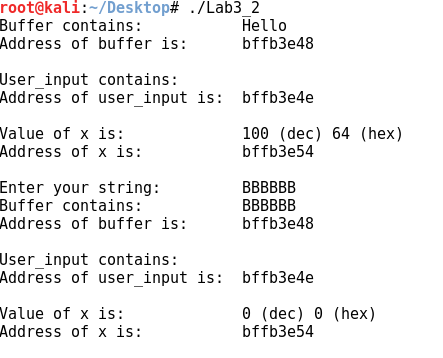 root@kali:~/Desktop# ./Lab3_2
Buffer contains: Hello
Address of buffer is: bffb3e48
User_input contains:
Address of user_input is: bffb3e4e
Value of x is: 100 (dec) 64 (hex)
Address of x is: bffb3e54
Enter your string: BBBBBB
Buffer contains: BBBBBB
Address of buffer is: bffb3e48
User_input contains:
Address of user_input is: bffb3e4e
Value of x is: 0 (dec) 0 (hex)
Address of x is: bffb3e54